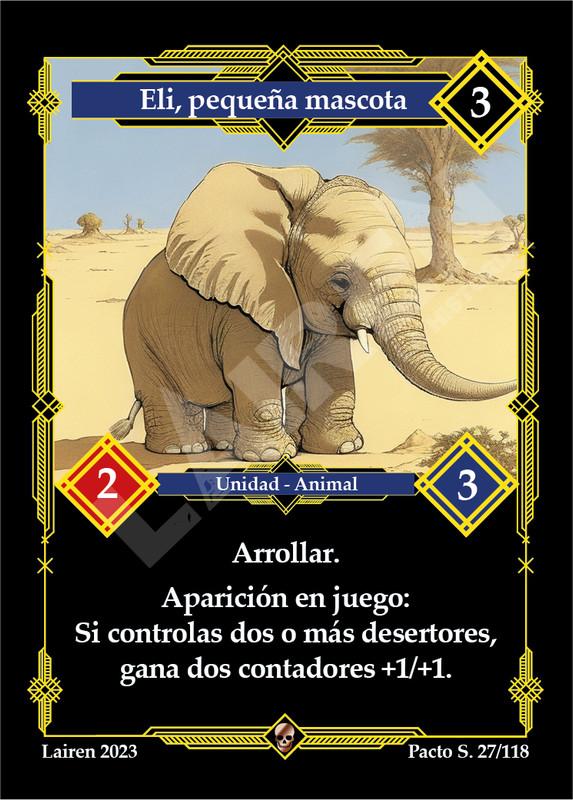 Eli, pequeña mascota
3
2
Unidad - Animal
3
Arrollar.
Aparición en juego:
Si controlas dos o más desertores,
gana dos contadores +1/+1.
Lairen 2023
Pacto S. 27/118